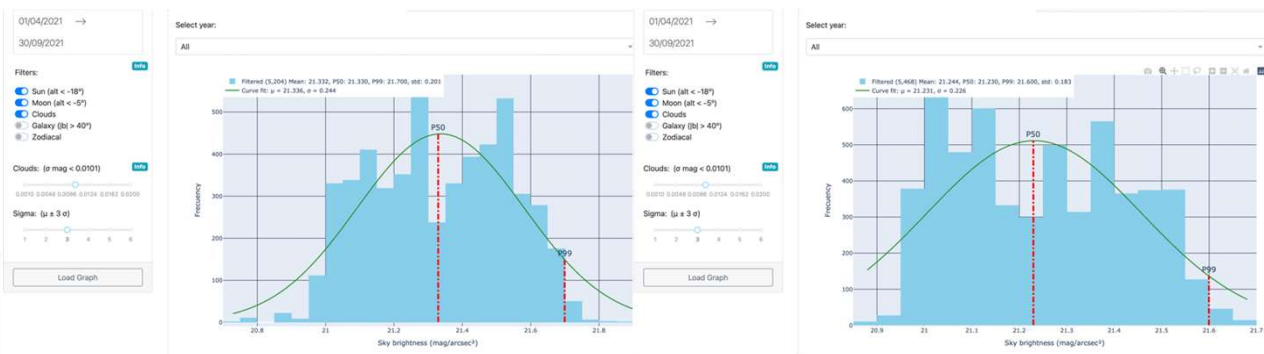 01/04/2021 →
30/09/2021
Filters:
Info
Sun (alt < -18º)
Moon (alt < -5º)
Clouds
Galaxy (|b| > 40º)
Zodiacal
Clouds: (σ mag < 0.0101)
Info
0.0010 0.0048 0.0086 0.0124 0.0162 0.0200
Sigma: (μ ± 3 σ)
1 2 3 4 5 6
Load Graph
Select year:
All
Filtered (5,204) Mean: 21.332, P50: 21.330, P99: 21.700, std: 0.201
Curve fit: μ = 21.336, σ = 0.244
P50
P99
500
400
300
200
100
0
Frecuency
20.8 21 21.2 21.4 21.6 21.8
Sky brightness (mag/arcsec²)
01/04/2021 →
30/09/2021
Filters:
Info
Sun (alt < -18º)
Moon (alt < -5º)
Clouds
Galaxy (|b| > 40º)
Zodiacal
Clouds: (σ mag < 0.0101)
Info
0.0010 0.0048 0.0086 0.0124 0.0162 0.0200
Sigma: (μ ± 3 σ)
1 2 3 4 5 6
Load Graph
Select year:
All
Filtered (5,468) Mean: 21.244, P50: 21.230, P99: 21.600, std: 0.183
Curve fit: μ = 21.231, σ = 0.226
P50
P99
600
500
400
300
200
100
0
Frecuency
20.9 21 21.1 21.2 21.3 21.4 21.5 21.6 21.7
Sky brightness (mag/arcsec²)